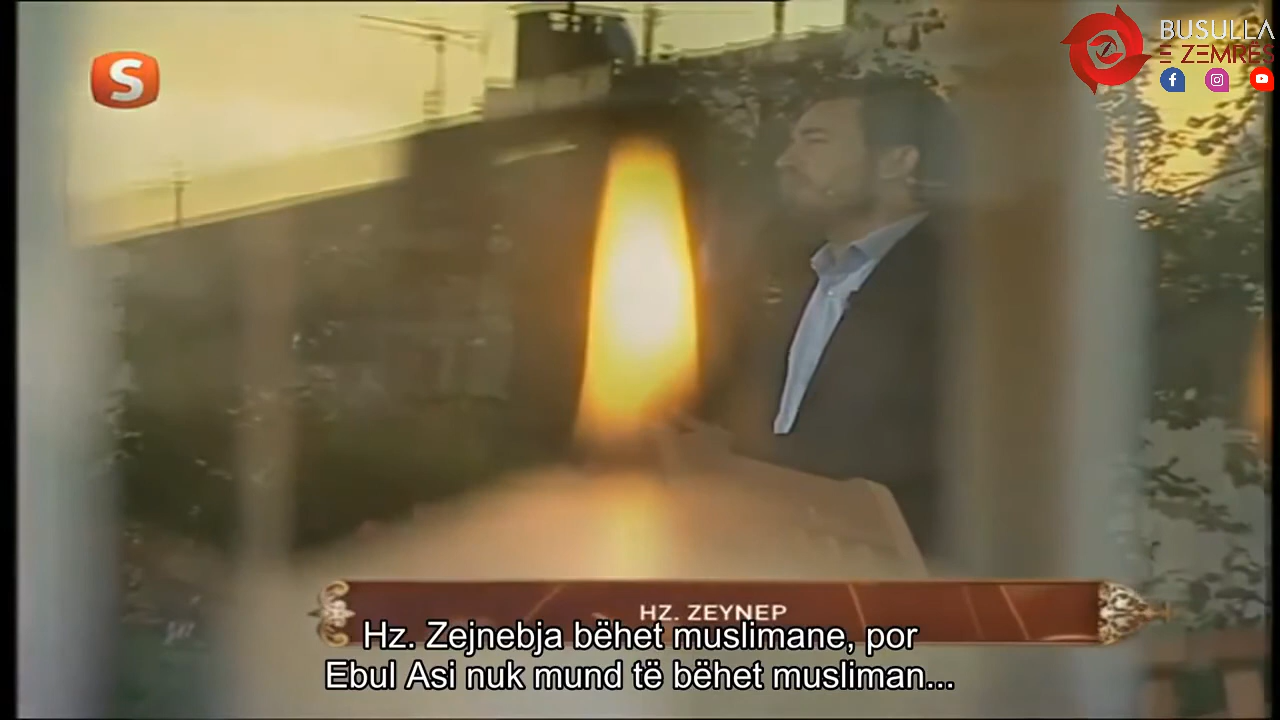 S
BUSULLA
E ZEMRËS
HZ. ZEYNEP
Hz. Zejnebja bëhet muslimane, por
Ebul Asi nuk mund të bëhet musliman...